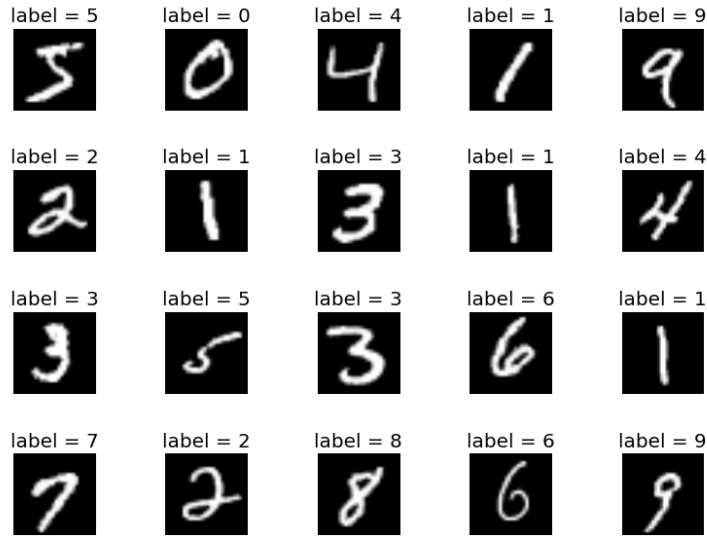 label = 5 label = 0 label = 4 label = 1 label = 9
5 0 4 1 9
label = 2 label = 1 label = 3 label = 1 label = 4
2 1 3 1 4
label = 3 label = 5 label = 3 label = 6 label = 1
3 5 3 6 1
label = 7 label = 2 label = 8 label = 6 label = 9
7 2 8 6 9